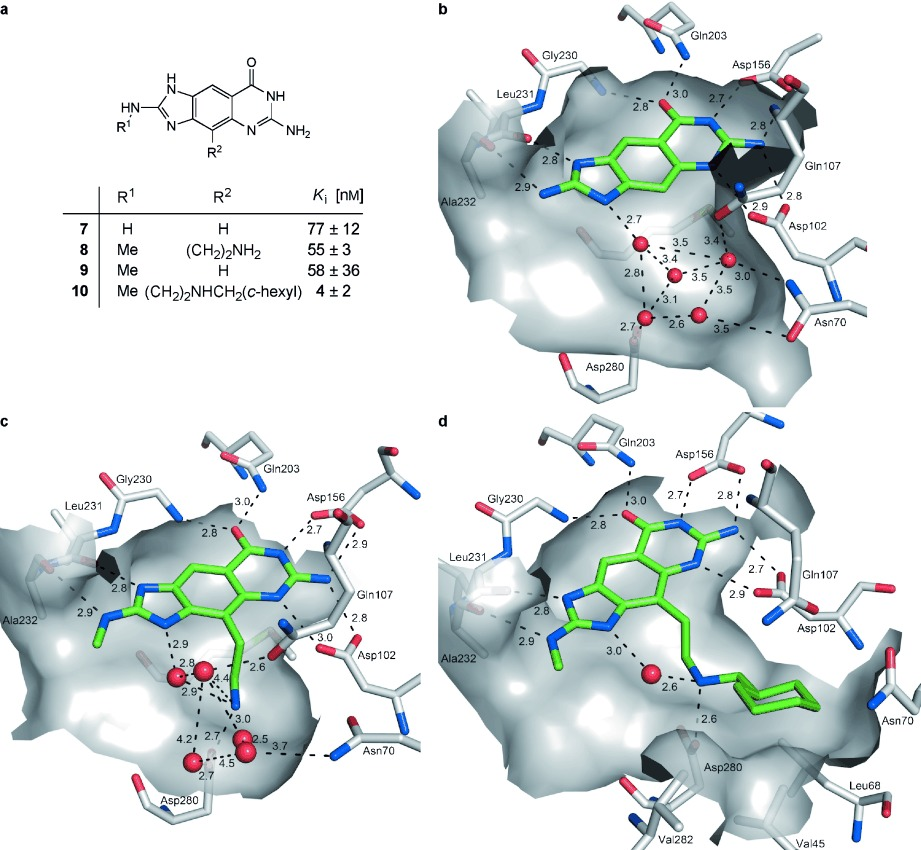 a
H
N
O
NH
HN
R1
N
N
NH2
R2
R1 R2 Ki [nM]
7 H H 77 ± 12
8 Me (CH2)2NH2 55 ± 3
9 Me H 58 ± 36
10 Me (CH2)2NHCH2(c-hexyl) 4 ± 2
b
Gln203
Gly230
Asp156
Leu231
3.0
2.7
2.8
2.8
2.8
Gln107
2.9
2.9
2.8
Ala232
Asp102
2.7
3.5
3.4
3.4
3.0
2.8
3.5
3.5
3.1
2.7
2.6
3.5
Asn70
Asp280
c
Gln203
Gly230
3.0
Asp156
Leu231
2.8
2.7
2.9
2.8
Gln107
2.9
2.8
Ala232
2.9
3.0
2.6
Asp102
2.8
4.4
2.9
3.0
4.2
2.7
2.5
3.7
Asn70
4.5
2.7
Asp280
d
Gln203
Asp156
Gly230
3.0
2.7
2.8
2.8
Leu231
2.7
Gln107
2.8
2.9
2.9
Asp102
Ala232
3.0
2.6
2.6
Asn70
Asp280
Leu68
Val282
Val45